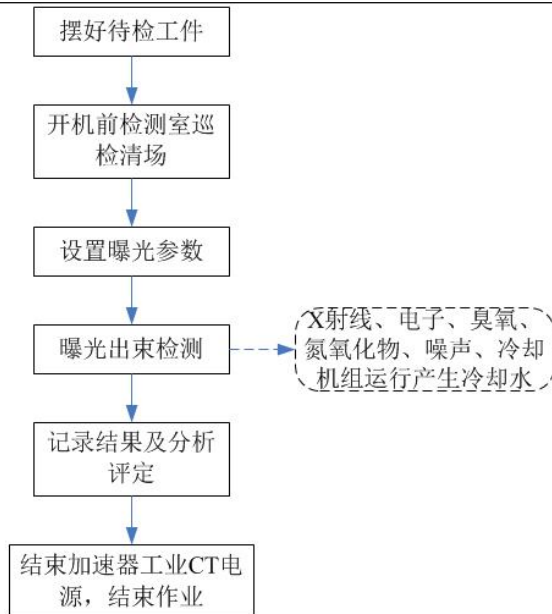 摆好待检工件
开机前检测室巡
检清场
设置曝光参数
曝光出束检测
X射线、电子、臭氧、
氮氧化物、噪声、冷却
机组运行产生冷却水
记录结果及分析
评定
结束加速器工业CT电
源，结束作业